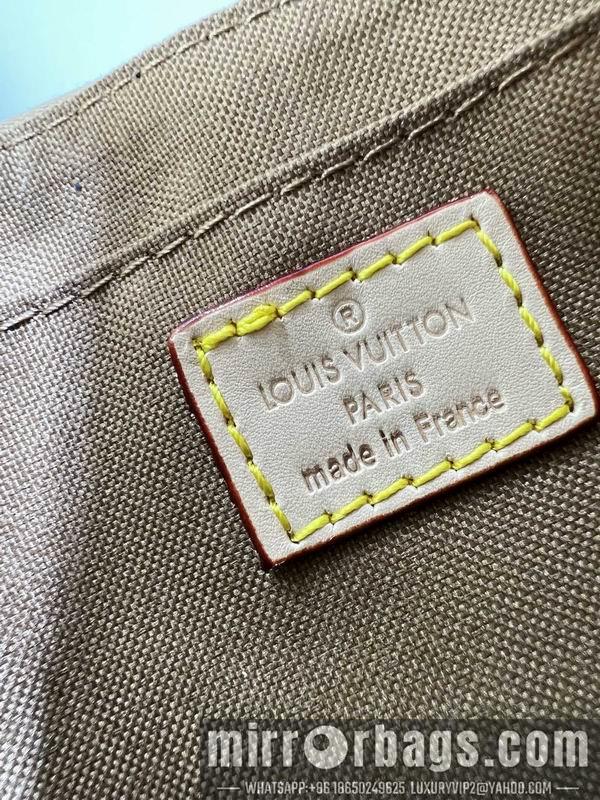 ®
LOUIS VUITTON
PARIS
made in France
mirrorbags.com
WHATSAPP:+86 18650249625 LUXURYVIP2@YAHOO.COM